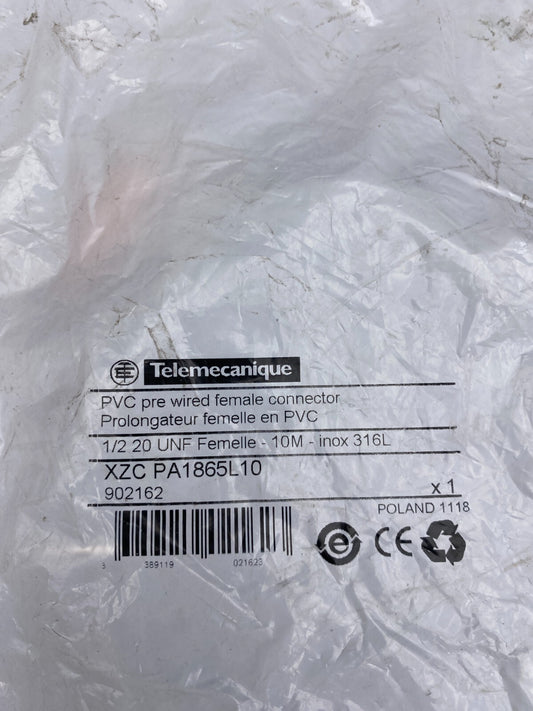 Telemecanique
PVC pre wired female connector
Prolongateur femelle en PVC
1/2 20 UNF Femelle - 10M - inox 316L
XZC PA1865L10
902162
x 1
POLAND 1118
3 389119 021623
CE